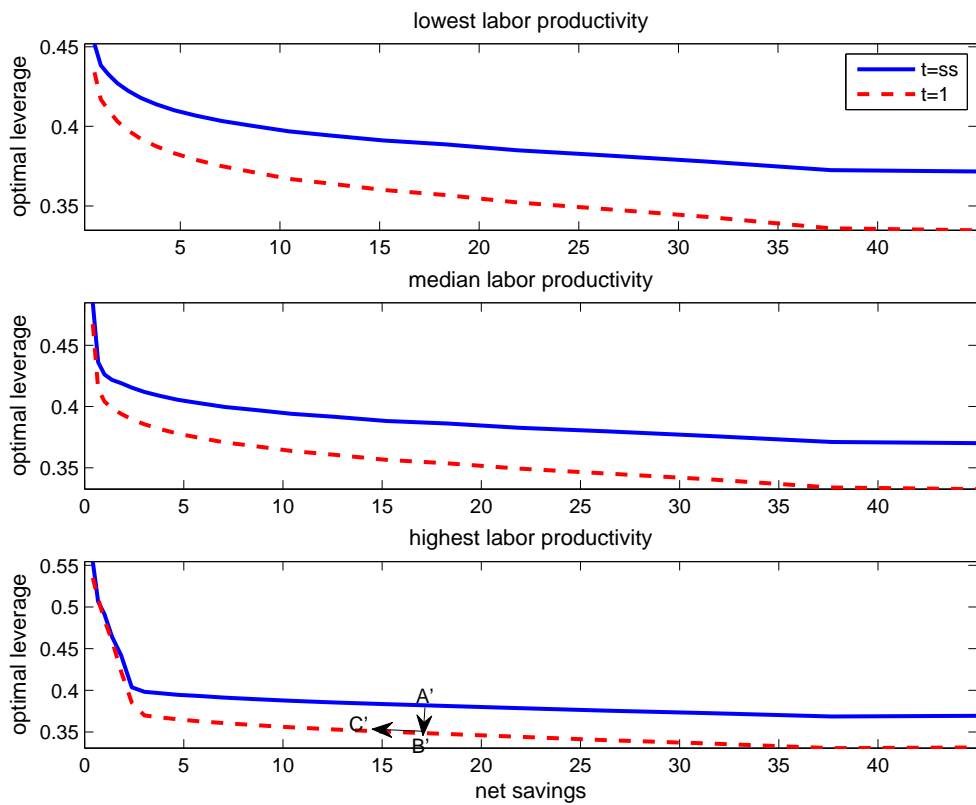 lowest labor productivity
0.45
0.4
0.35
optimal leverage
t=ss
t=1
5 10 15 20 25 30 35 40
median labor productivity
0.45
0.4
0.35
optimal leverage
0 5 10 15 20 25 30 35 40
highest labor productivity
0.55
0.5
0.45
0.4
0.35
optimal leverage
A'
C'
B'
0 5 10 15 20 25 30 35 40
net savings